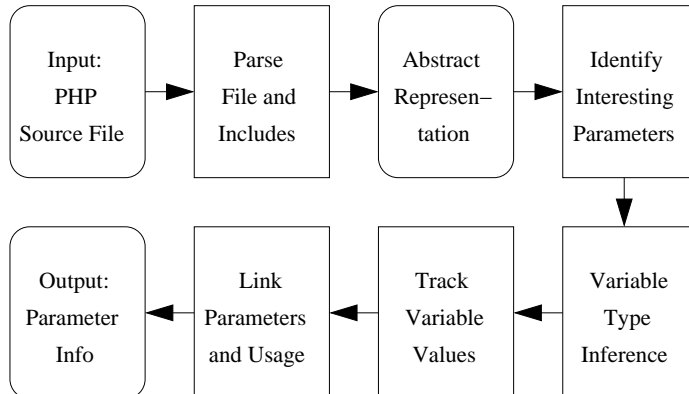 Input:
PHP
Source File
Parse
File and
Includes
Abstract
Represen−
tation
Identify
Interesting
Parameters
Output:
Parameter
Info
Link
Parameters
and Usage
Track
Variable
Values
Variable
Type
Inference